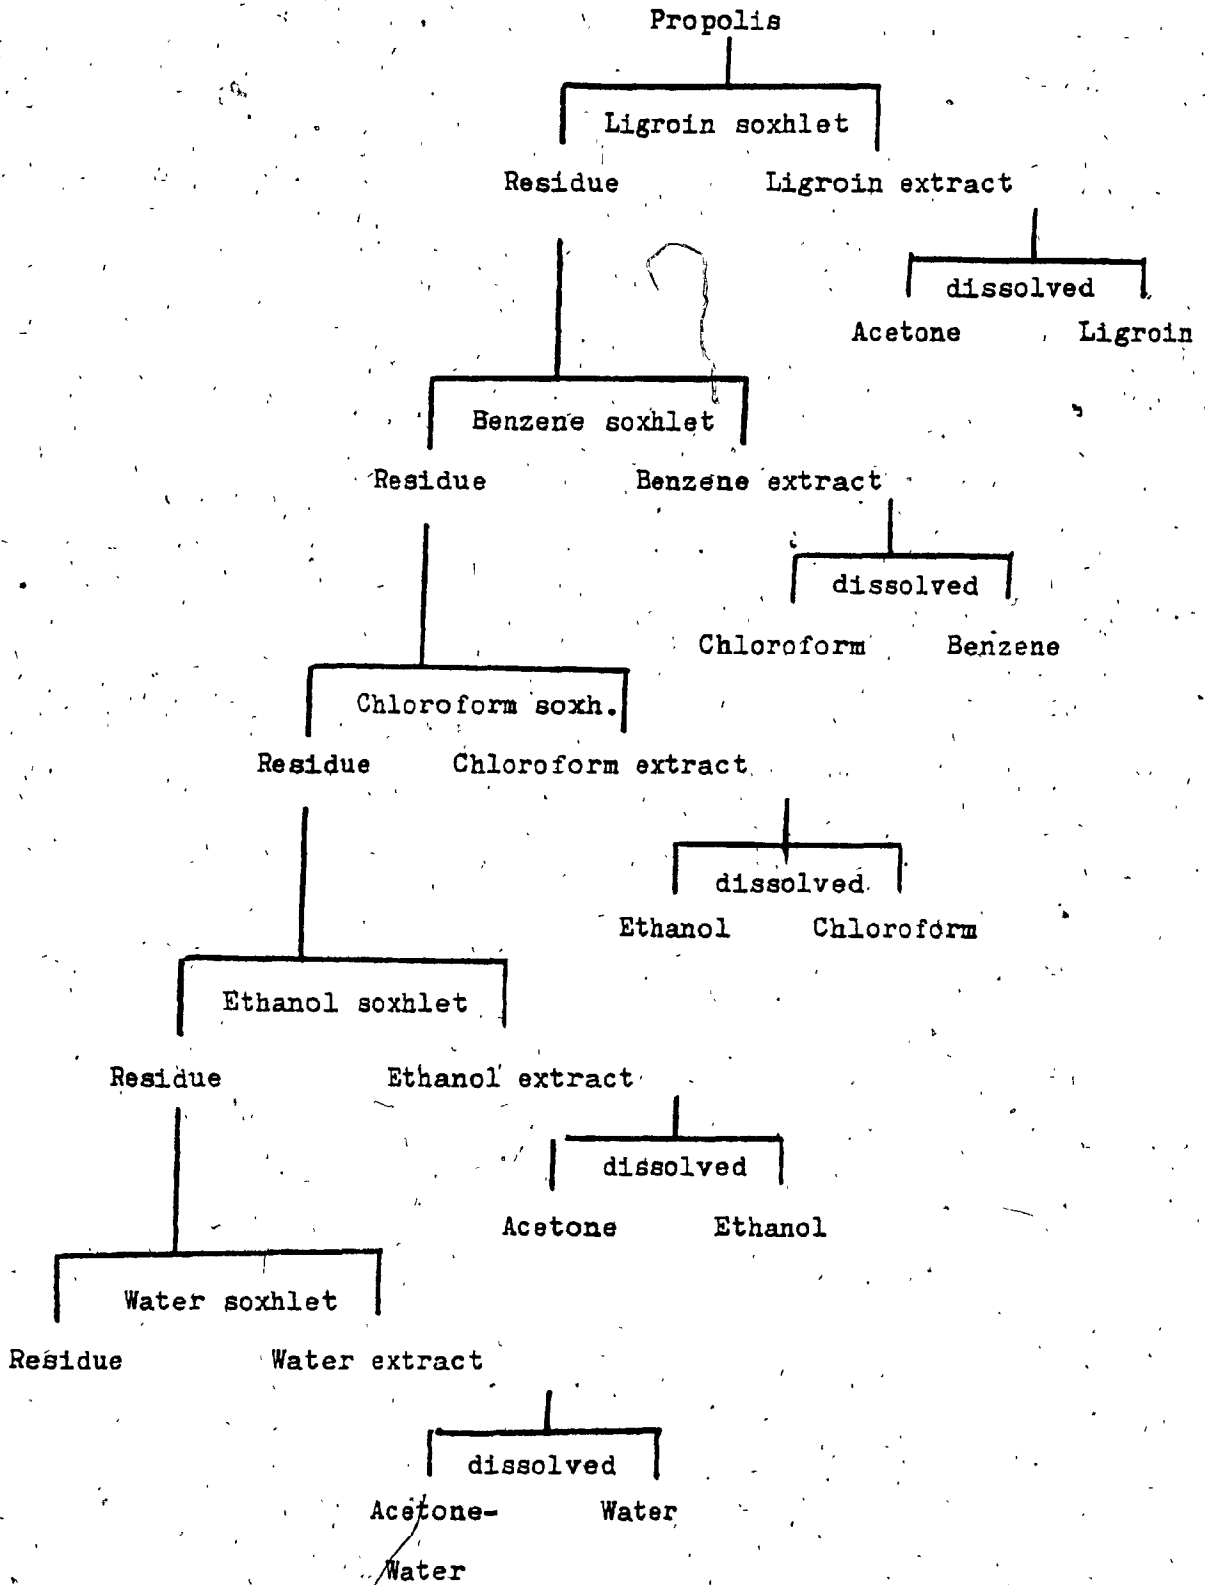 Propolis
Ligroin soxhlet
Residue Ligroin extract
dissolved
Acetone Ligroin
Benzene soxhlet
Residue Benzene extract
dissolved
Chloroform Benzene
Chloroform soxh.
Residue Chloroform extract
dissolved
Ethanol Chloroform
Ethanol soxhlet
Residue Ethanol extract
dissolved
Acetone Ethanol
Water soxhlet
Residue Water extract
dissolved
Acetone- Water
Water